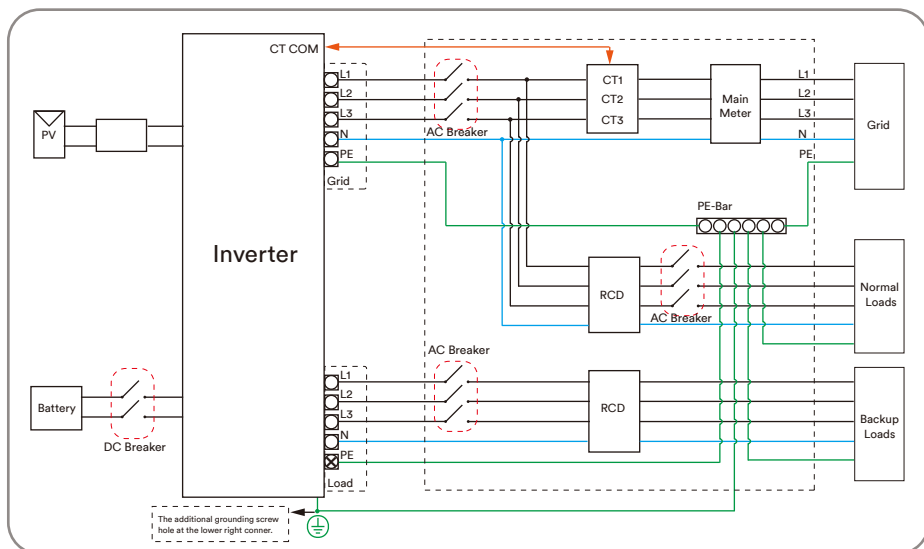 CT COM
L1
L2
L3
N
PE
Grid
AC Breaker
CT1
CT2
CT3
Main
Meter
L1
L2
L3
N
PE
Grid
PV
PE-Bar
Inverter
RCD
AC Breaker
Normal
Loads
AC Breaker
L1
L2
L3
N
PE
Load
RCD
Backup
Loads
Battery
DC Breaker
The additional grounding screw
hole at the lower right conner.